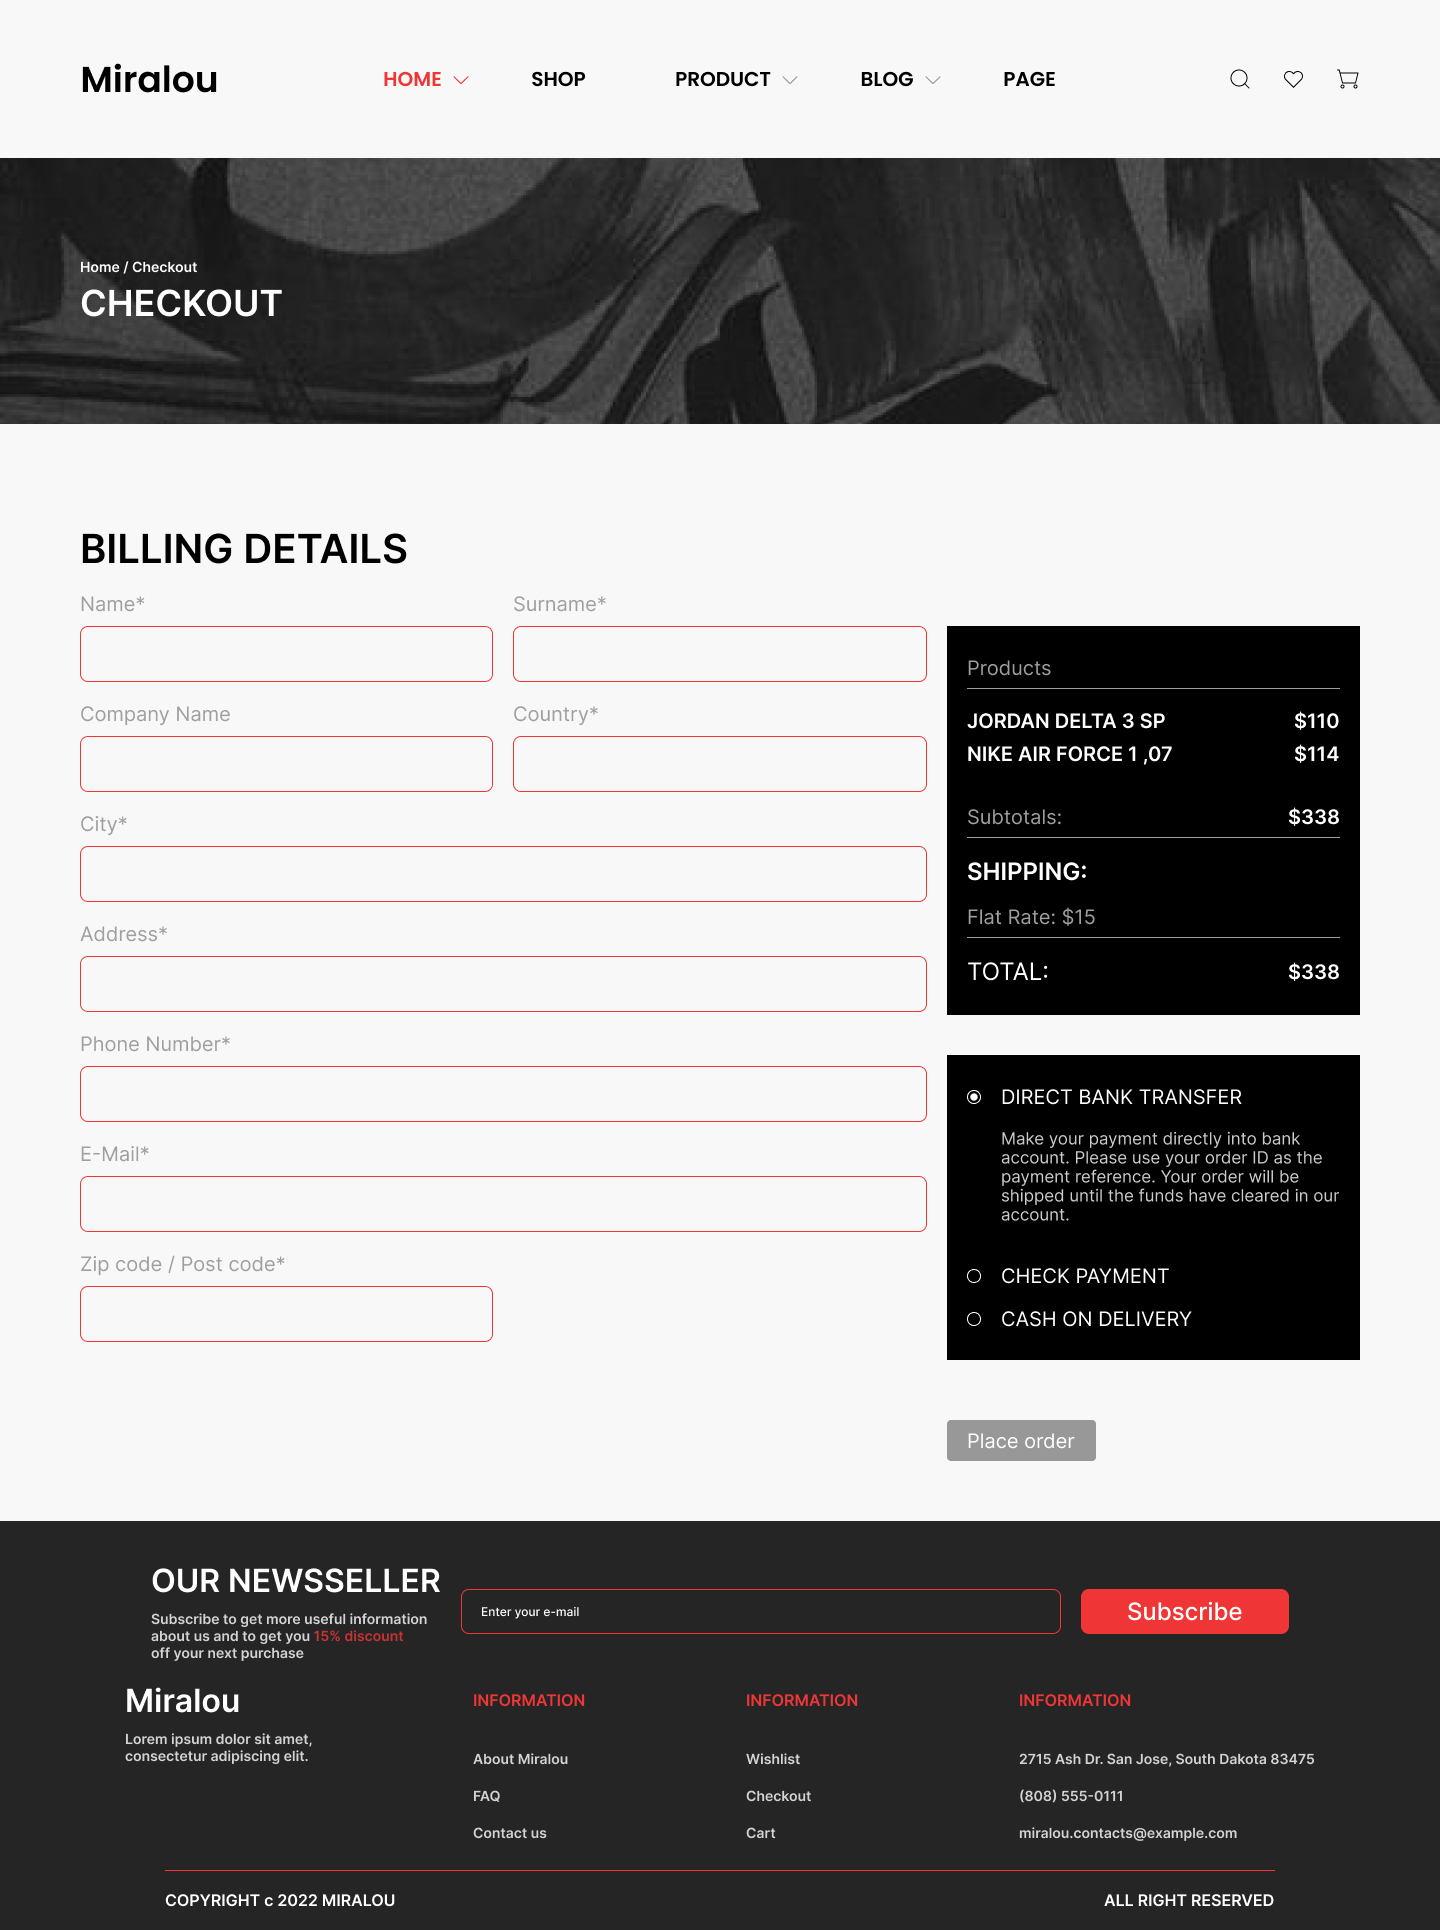 Miralou
HOME SHOP PRODUCT BLOG PAGE
Home / Checkout
CHECKOUT
BILLING DETAILS
Name* Surname*
Company Name Country*
City*
Address*
Phone Number*
E-Mail*
Zip code / Post code*
Products
JORDAN DELTA 3 SP $110
NIKE AIR FORCE 1 ,07 $114
Subtotals: $338
SHIPPING:
Flat Rate: $15
TOTAL: $338
DIRECT BANK TRANSFER
Make your payment directly into bank
account. Please use your order ID as the
payment reference. Your order will be
shipped until the funds have cleared in our
account.
CHECK PAYMENT
CASH ON DELIVERY
Place order
OUR NEWSSELLER
Subscribe to get more useful information
about us and to get you 15% discount
off your next purchase
Enter your e-mail
Subscribe
Miralou
Lorem ipsum dolor sit amet,
consectetur adipiscing elit.
INFORMATION
About Miralou
FAQ
Contact us
INFORMATION
Wishlist
Checkout
Cart
INFORMATION
2715 Ash Dr. San Jose, South Dakota 83475
(808) 555-0111
miralou.contacts@example.com
COPYRIGHT c 2022 MIRALOU
ALL RIGHT RESERVED